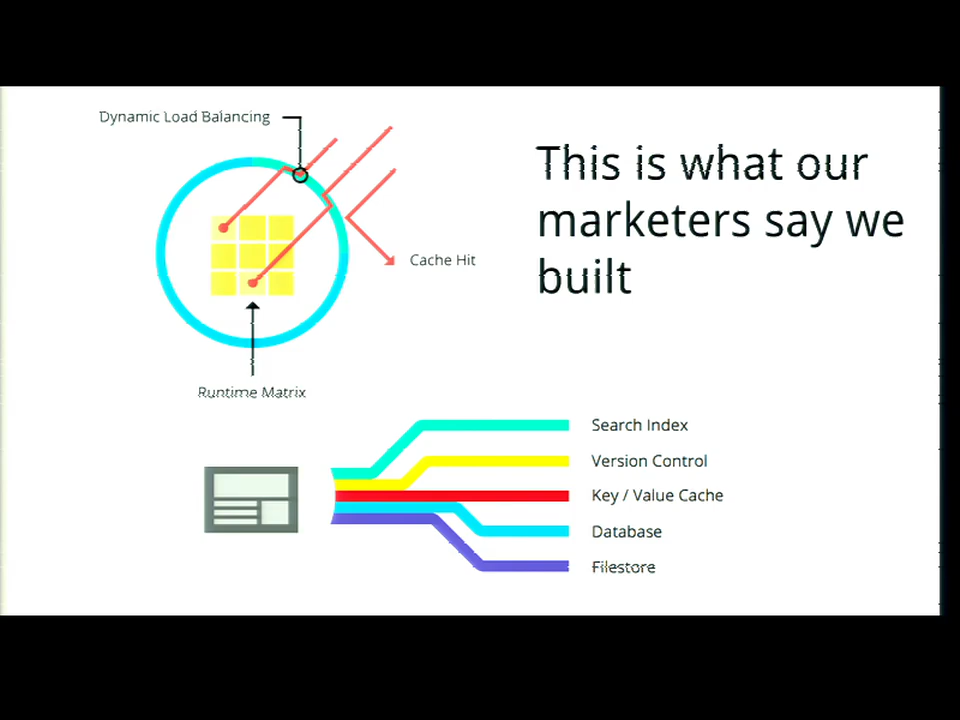 Dynamic Load Balancing
This is what our
marketers say we
built
Cache Hit
Runtime Matrix
Search Index
Version Control
Key / Value Cache
Database
Filestore